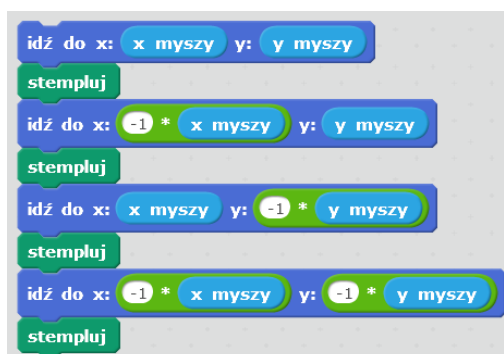 idź do x: x myszy y: y myszy
stempluj
idź do x: -1 * x myszy y: y myszy
stempluj
idź do x: x myszy y: -1 * y myszy
stempluj
idź do x: -1 * x myszy y: -1 * y myszy
stempluj